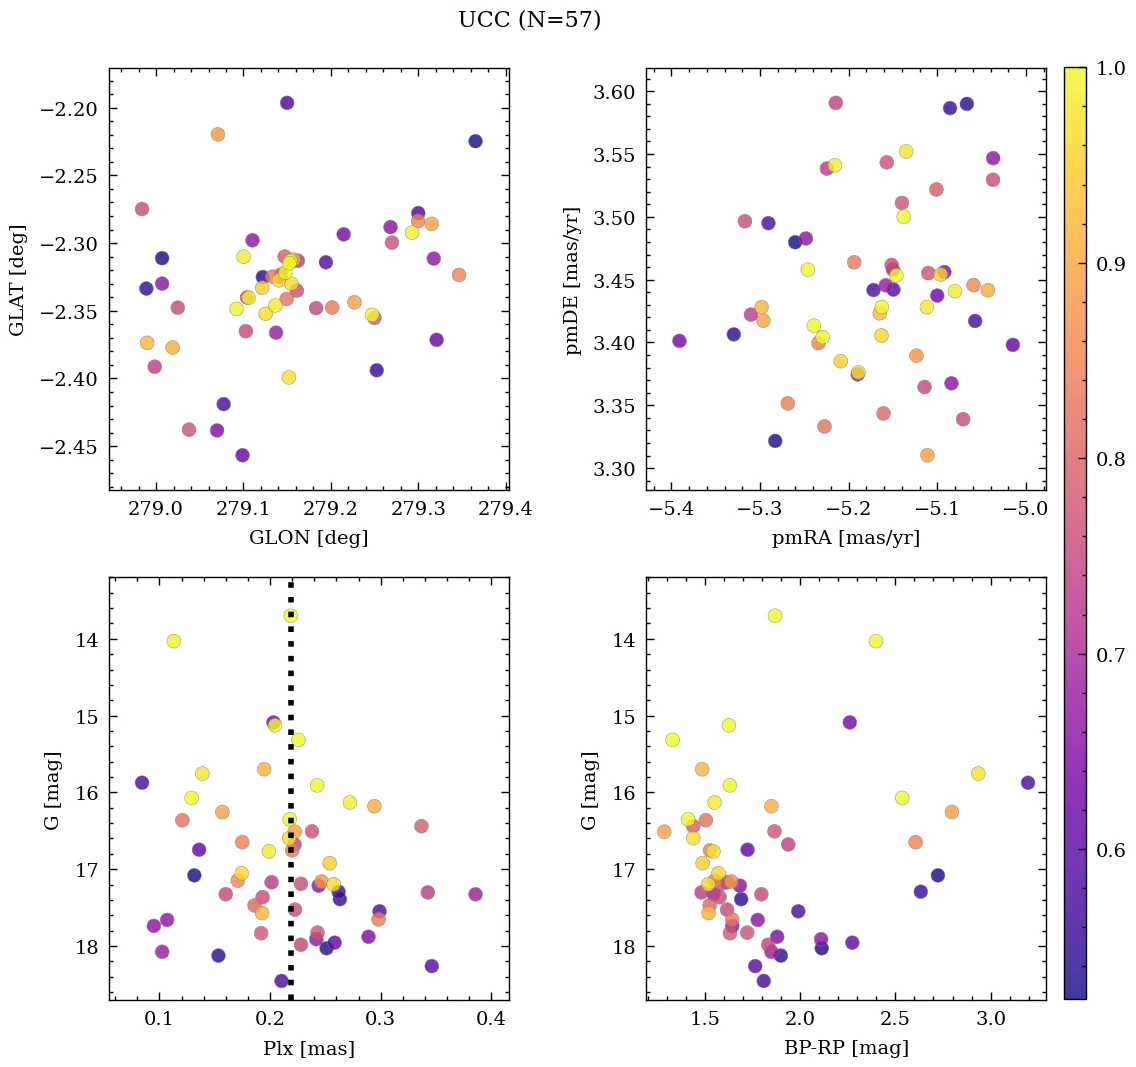 UCC (N=57)
−2.20
−2.25
−2.30
−2.35
−2.40
−2.45
GLAT [deg]
279.0 279.1 279.2 279.3 279.4
GLON [deg]
3.60
3.55
3.50
3.45
3.40
3.35
3.30
pmDE [mas/yr]
−5.4 −5.3 −5.2 −5.1 −5.0
pmRA [mas/yr]
14
15
16
17
18
G [mag]
0.1 0.2 0.3 0.4
Plx [mas]
14
15
16
17
18
G [mag]
1.5 2.0 2.5 3.0
BP-RP [mag]
1.0
0.9
0.8
0.7
0.6